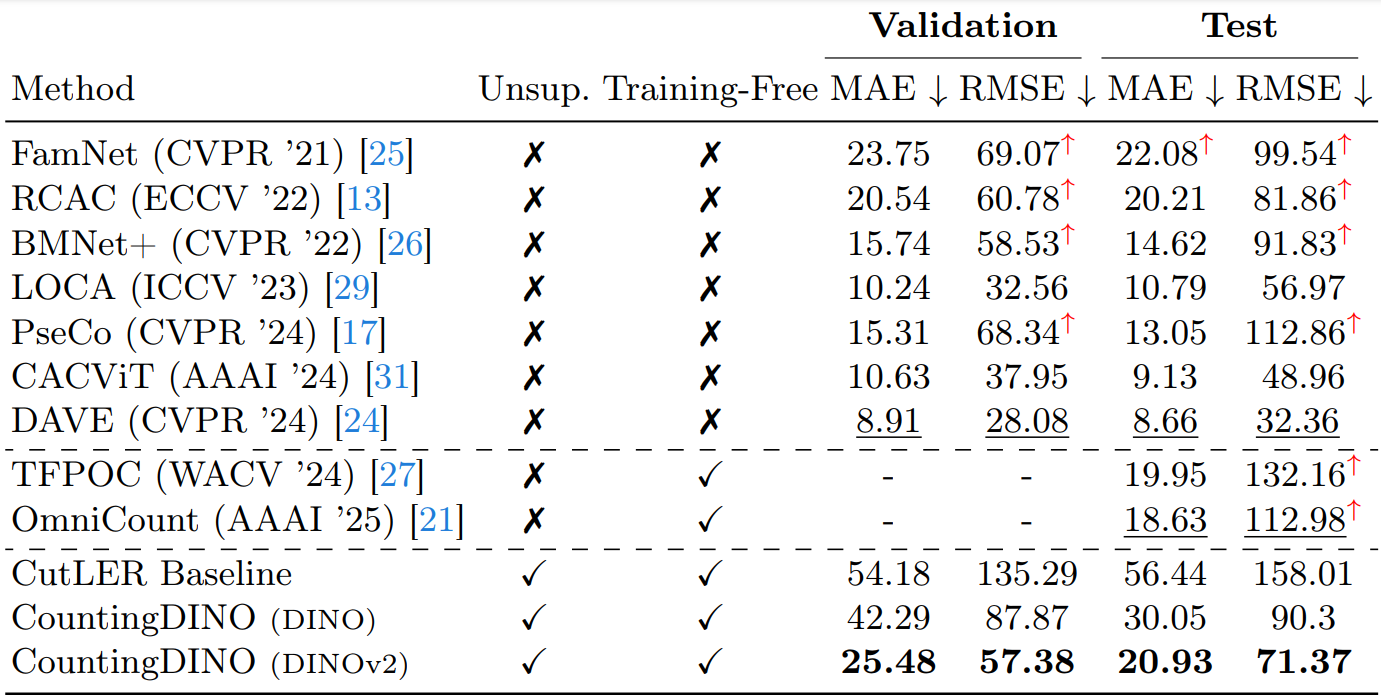 Validation Test
Method Unsup. Training-Free MAE ↓ RMSE ↓ MAE ↓ RMSE ↓
FamNet (CVPR ’21) [25] ✗ ✗ 23.75 69.07↑ 22.08↑ 99.54↑
RCAC (ECCV ’22) [13] ✗ ✗ 20.54 60.78↑ 20.21 81.86↑
BMNet+ (CVPR ’22) [26] ✗ ✗ 15.74 58.53↑ 14.62 91.83↑
LOCA (ICCV ’23) [29] ✗ ✗ 10.24 32.56 10.79 56.97
PseCo (CVPR ’24) [17] ✗ ✗ 15.31 68.34↑ 13.05 112.86↑
CACViT (AAAI ’24) [31] ✗ ✗ 10.63 37.95 9.13 48.96
DAVE (CVPR ’24) [24] ✗ ✗ 8.91 28.08 8.66 32.36
TFPOC (WACV ’24) [27] ✗ ✓ - - 19.95 132.16↑
OmniCount (AAAI ’25) [21] ✗ ✓ - - 18.63 112.98↑
CutLER Baseline ✓ ✓ 54.18 135.29 56.44 158.01
CountingDINO (DINO) ✓ ✓ 42.29 87.87 30.05 90.3
CountingDINO (DINOv2) ✓ ✓ 25.48 57.38 20.93 71.37